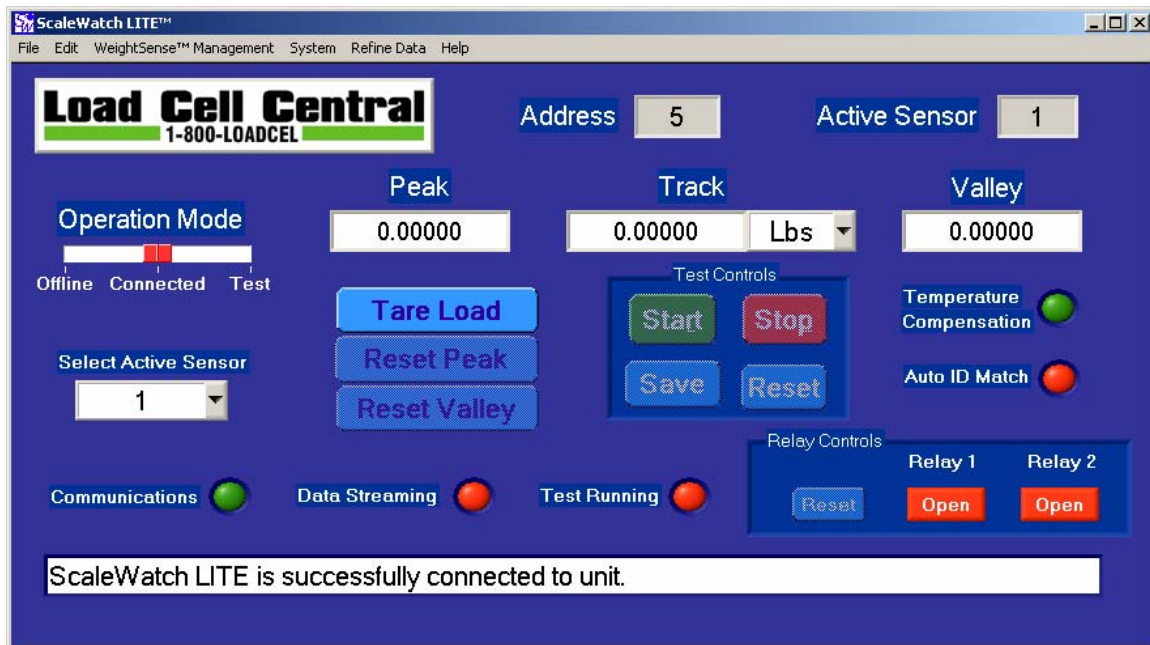 ScaleWatch LITE™
File Edit WeightSense™ Management System Refine Data Help
Load Cell Central
1-800-LOADCEL
Address 5 Active Sensor 1
Peak Track Valley
0.00000 0.00000 Lbs 0.00000
Operation Mode
Offline Connected Test
Test Controls
Tare Load
Start Stop
Temperature
Compensation
Reset Peak
Select Active Sensor
Save Reset
Auto ID Match
1
Reset Valley
Relay Controls
Relay 1 Relay 2
Communications Data Streaming Test Running
Reset Open Open
ScaleWatch LITE is successfully connected to unit.